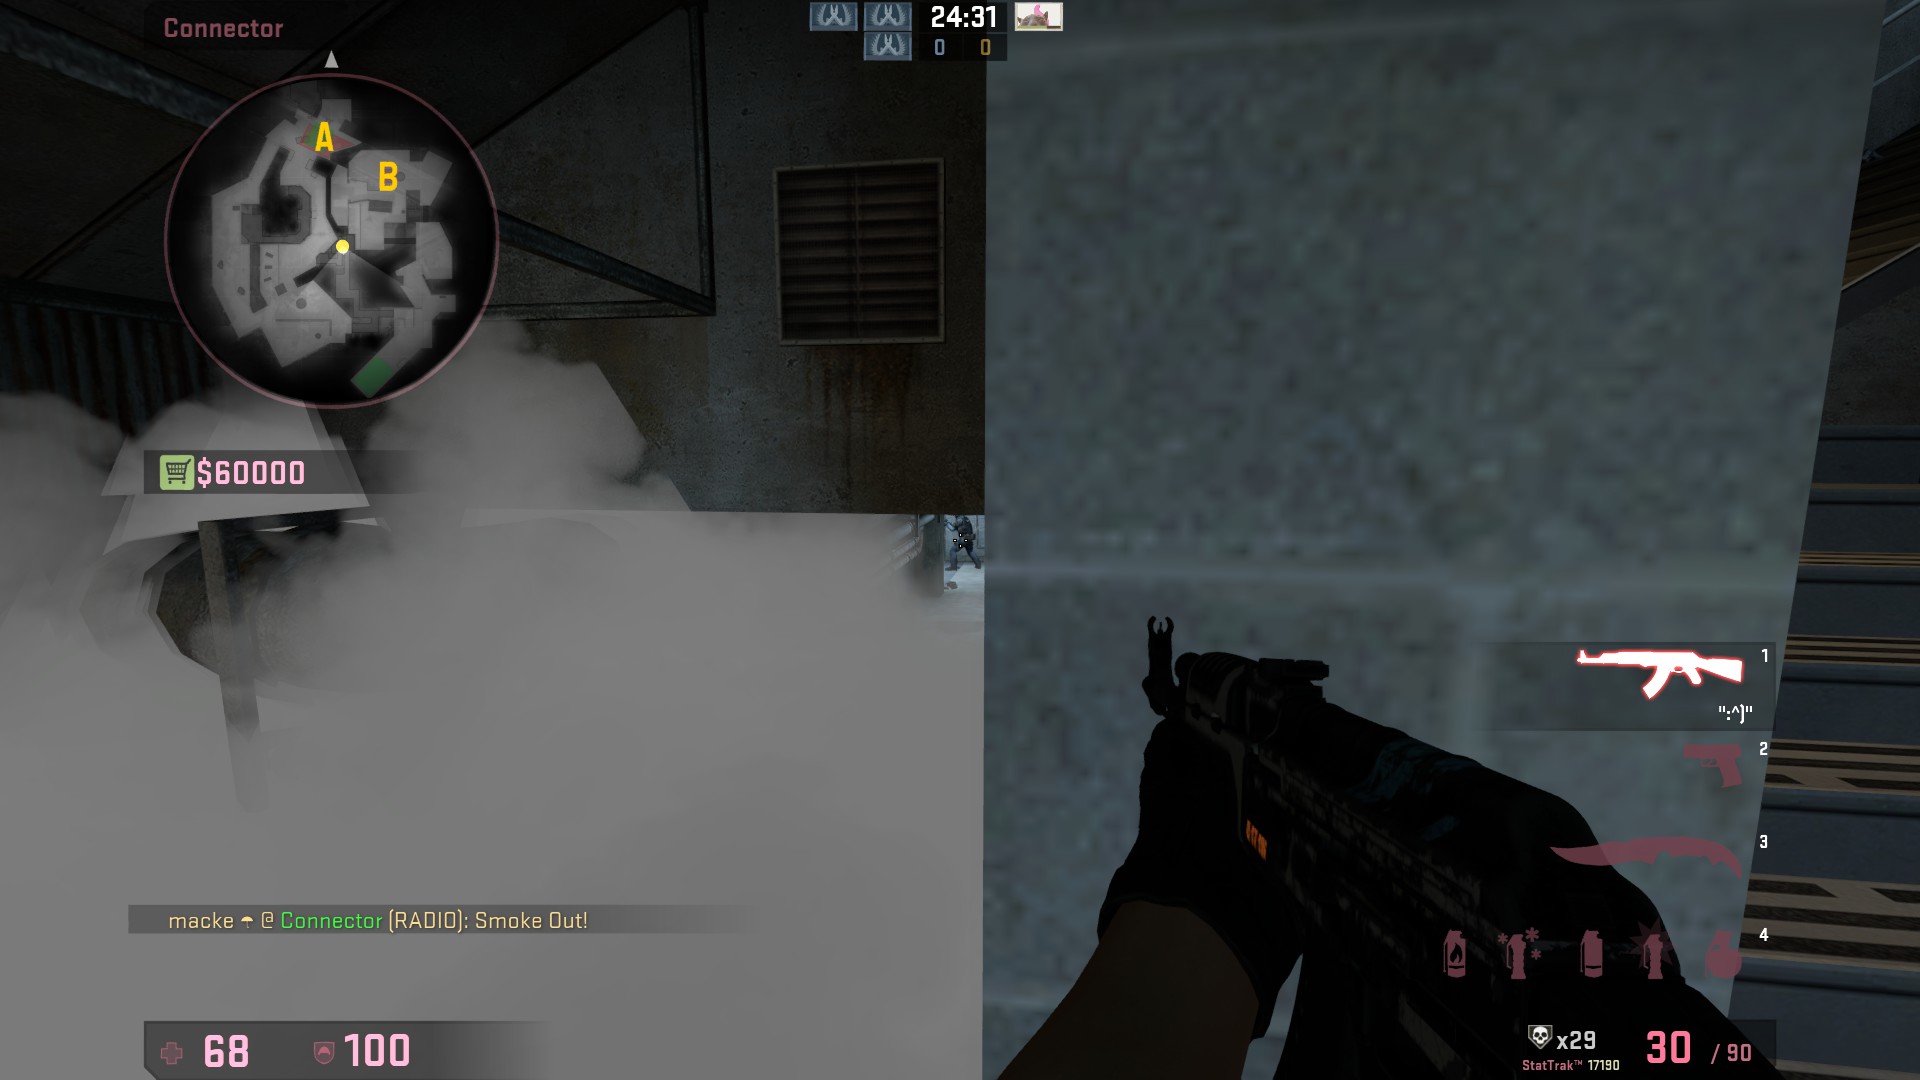 Connector
24:31
0 0
A
B
$60000
1
":^)"
2
3
macke ☂ @ Connector (RADIO): Smoke Out!
4
68 100
x29
StatTrak™ 17190
30 / 90